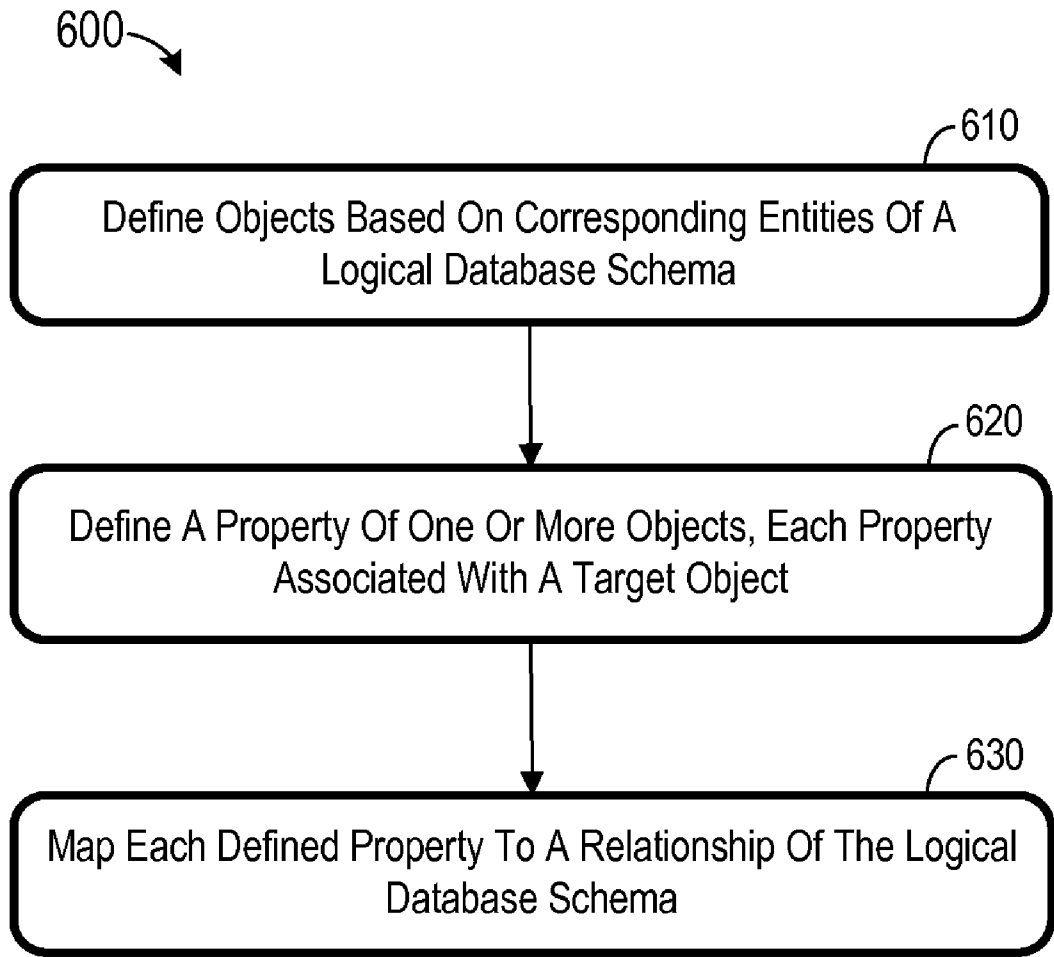 600
610
Define Objects Based On Corresponding Entities Of A
Logical Database Schema
620
Define A Property Of One Or More Objects, Each Property
Associated With A Target Object
630
Map Each Defined Property To A Relationship Of The Logical
Database Schema